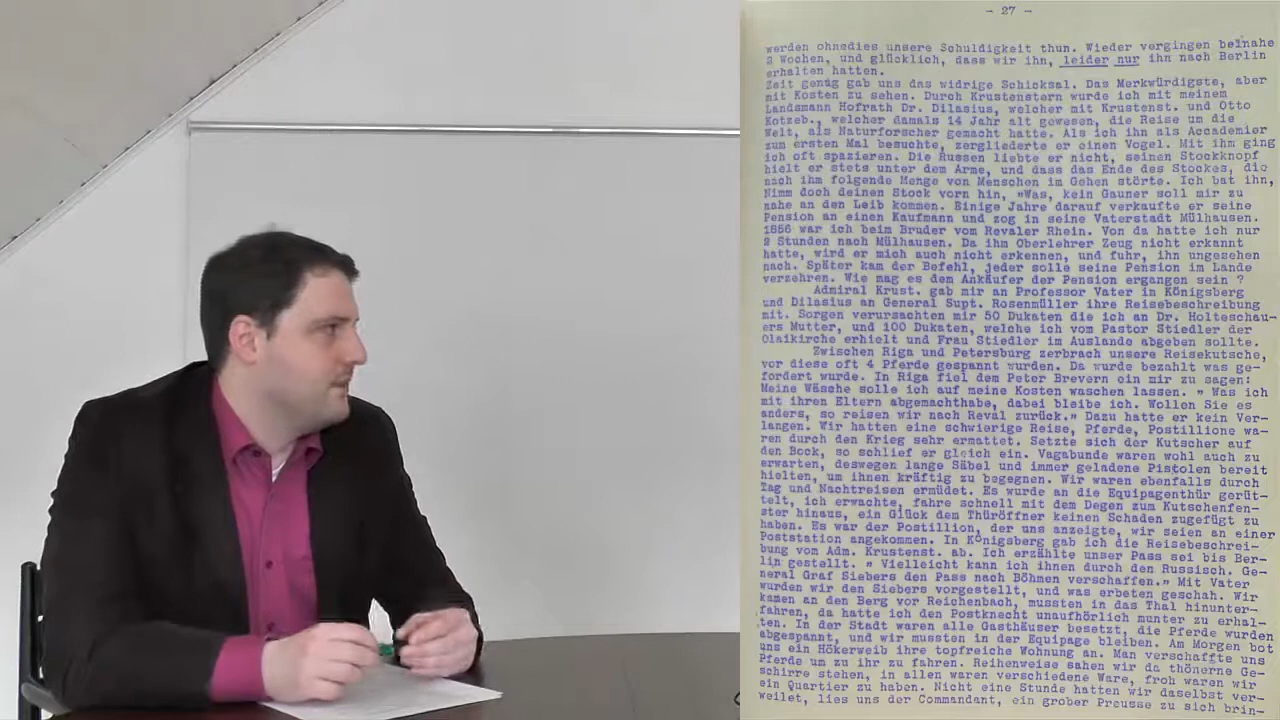 - 27 -
werden ohnedies unsere Schuldigkeit thun. Wieder vergingen beinahe
2 Wochen, und glücklich, dass wir ihn, leider nur ihn nach Berlin
erhalten hatten.
Zeit genug gab uns das widrige Schicksal. Das Merkwürdigste, aber
mit Kosten zu sehen. Durch Krustenstern wurde ich mit meinem
Landsmann Hofrath Dr. Dilasius, welcher mit Krustenst. und Otto
Kotzeb., welcher damals 14 Jahr alt gewesen, die Reise um die
Welt, als Naturforscher gemacht hatte. Als ich ihn als Accademier
zum ersten Mal besuchte, zergliederte er einen Vogel. Mit ihm ging
ich oft spazieren. Die Russen liebte er nicht, seinen Stockknopf
hielt er stets unter dem Arme, und dass das Ende des Stockes, die
nach ihm folgende Menge von Menschen im Gehen störte. Ich bat ihn,
Nimm doch deinen Stock vorn hin, "Was, kein Gauner soll mir zu
nahe an den Leib kommen. Einige Jahre darauf verkaufte er seine
Pension an einen Kaufmann und zog in seine Vaterstadt Mülhausen.
1856 war ich beim Bruder vom Revaler Rhein. Von da hatte ich nur
2 Stunden nach Mülhausen. Da ihm Oberlehrer Zeug nicht erkannt
hatte, wird er mich auch nicht erkennen, und fuhr, ihn ungesehen
nach. Später kam der Befehl, jeder solle seine Pension im Lande
verzehren. Wie mag es dem Ankäufer der Pension ergangen sein ?
Admiral Krust. gab mir an Professor Vater in Königsberg
und Dilasius an General Supt. Rosenmüller ihre Reisebeschreibung
mit. Sorgen verursachten mir 50 Dukaten die ich an Dr. Holteschau-
ers Mutter, und 100 Dukaten, welche ich vom Pastor Stiedler der
Olaikirche erhielt und Frau Stiedler im Auslande abgeben sollte.
Zwischen Riga und Petersburg zerbrach unsere Reisekutsche,
vor diese oft 4 Pferde gespannt wurden. Da wurde bezahlt was ge-
fordert wurde. In Riga fiel dem Peter Brevern ein mir zu sagen:
Meine Wäsche solle ich auf meine Kosten waschen lassen. " Was ich
mit ihren Eltern abgemachthabe, dabei bleibe ich. Wollen Sie es
anders, so reisen wir nach Reval zurück." Dazu hatte er kein Ver-
langen. Wir hatten eine schwierige Reise, Pferde, Postillione wa-
ren durch den Krieg sehr ermattet. Setzte sich der Kutscher auf
den Bock, so schlief er gleich ein. Vagabunde waren wohl auch zu
erwarten, deswegen lange Säbel und immer geladene Pistolen bereit
hielten, um ihnen kräftig zu begegnen. Wir waren ebenfalls durch
Tag und Nachtreisen ermüdet. Es wurde an die Equipagenthür gerüt-
telt, ich erwachte, fahre schnell mit dem Degen zum Kutschenfen-
ster hinaus, ein Glück dem Thüröffner keinen Schaden zugefügt zu
haben. Es war der Postillion, der uns anzeigte, wir seien an einer
Poststation angekommen. In Königsberg gab ich die Reisebeschrei-
bung vom Adm. Krustenst. ab. Ich erzählte unser Pass sei bis Ber-
lin gestellt. " Vielleicht kann ich ihnen durch den Russisch. Ge-
neral Graf Siebers den Pass nach Böhmen verschaffen." Mit Vater
wurden wir den Siebers vorgestellt, und was erbeten geschah. Wir
kamen an den Berg vor Reichenbach, mussten in das Thal hinunter-
fahren, da hatte ich den Postknecht unaufhörlich munter zu erhal-
ten. In der Stadt waren alle Gasthäuser besetzt, die Pferde wurden
abgespannt, und wir mussten in der Equipage bleiben. Am Morgen bot
uns ein Hökerweib ihre topfreiche Wohnung an. Man verschaffte uns
Pferde um zu ihr zu fahren. Reihenweise sahen wir da thönerne Ge-
schirre stehen, in allen waren verschiedene Ware, froh waren wir
ein Quartier zu haben. Nicht eine Stunde hatten wir daselbst ver-
weilet, lies uns der Commandant, ein grober Preusse zu sich brin-